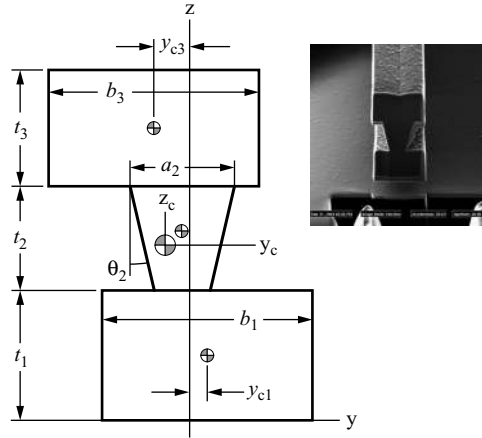 z
y_c3
b_3
t_3
a_2
z_c
y_c
t_2
θ_2
b_1
t_1
y_c1
y